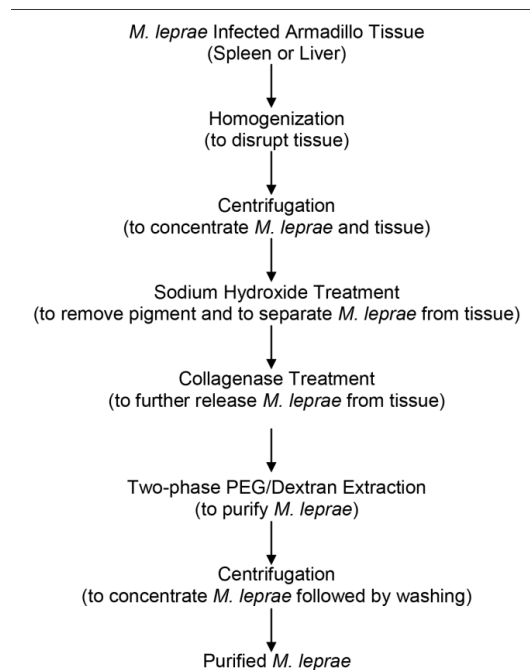 M. leprae Infected Armadillo Tissue
(Spleen or Liver)
Homogenization
(to disrupt tissue)
Centrifugation
(to concentrate M. leprae and tissue)
Sodium Hydroxide Treatment
(to remove pigment and to separate M. leprae from tissue)
Collagenase Treatment
(to further release M. leprae from tissue)
Two-phase PEG/Dextran Extraction
(to purify M. leprae)
Centrifugation
(to concentrate M. leprae followed by washing)
Purified M. leprae